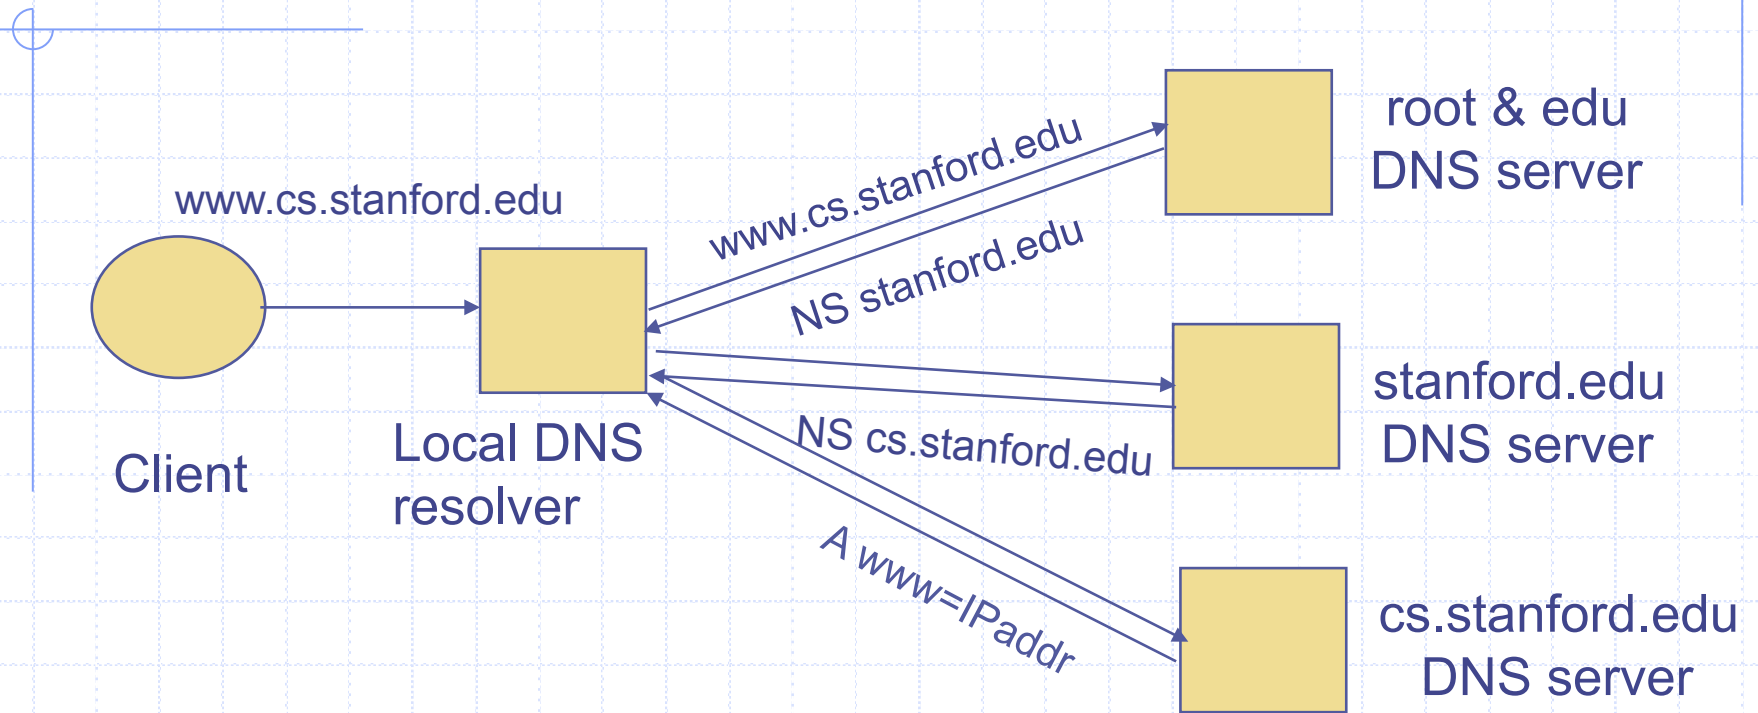 www.cs.stanford.edu
Client
Local DNS
resolver
www.cs.stanford.edu
NS stanford.edu
NS cs.stanford.edu
A www=IPaddr
root & edu
DNS server
stanford.edu
DNS server
cs.stanford.edu
DNS server